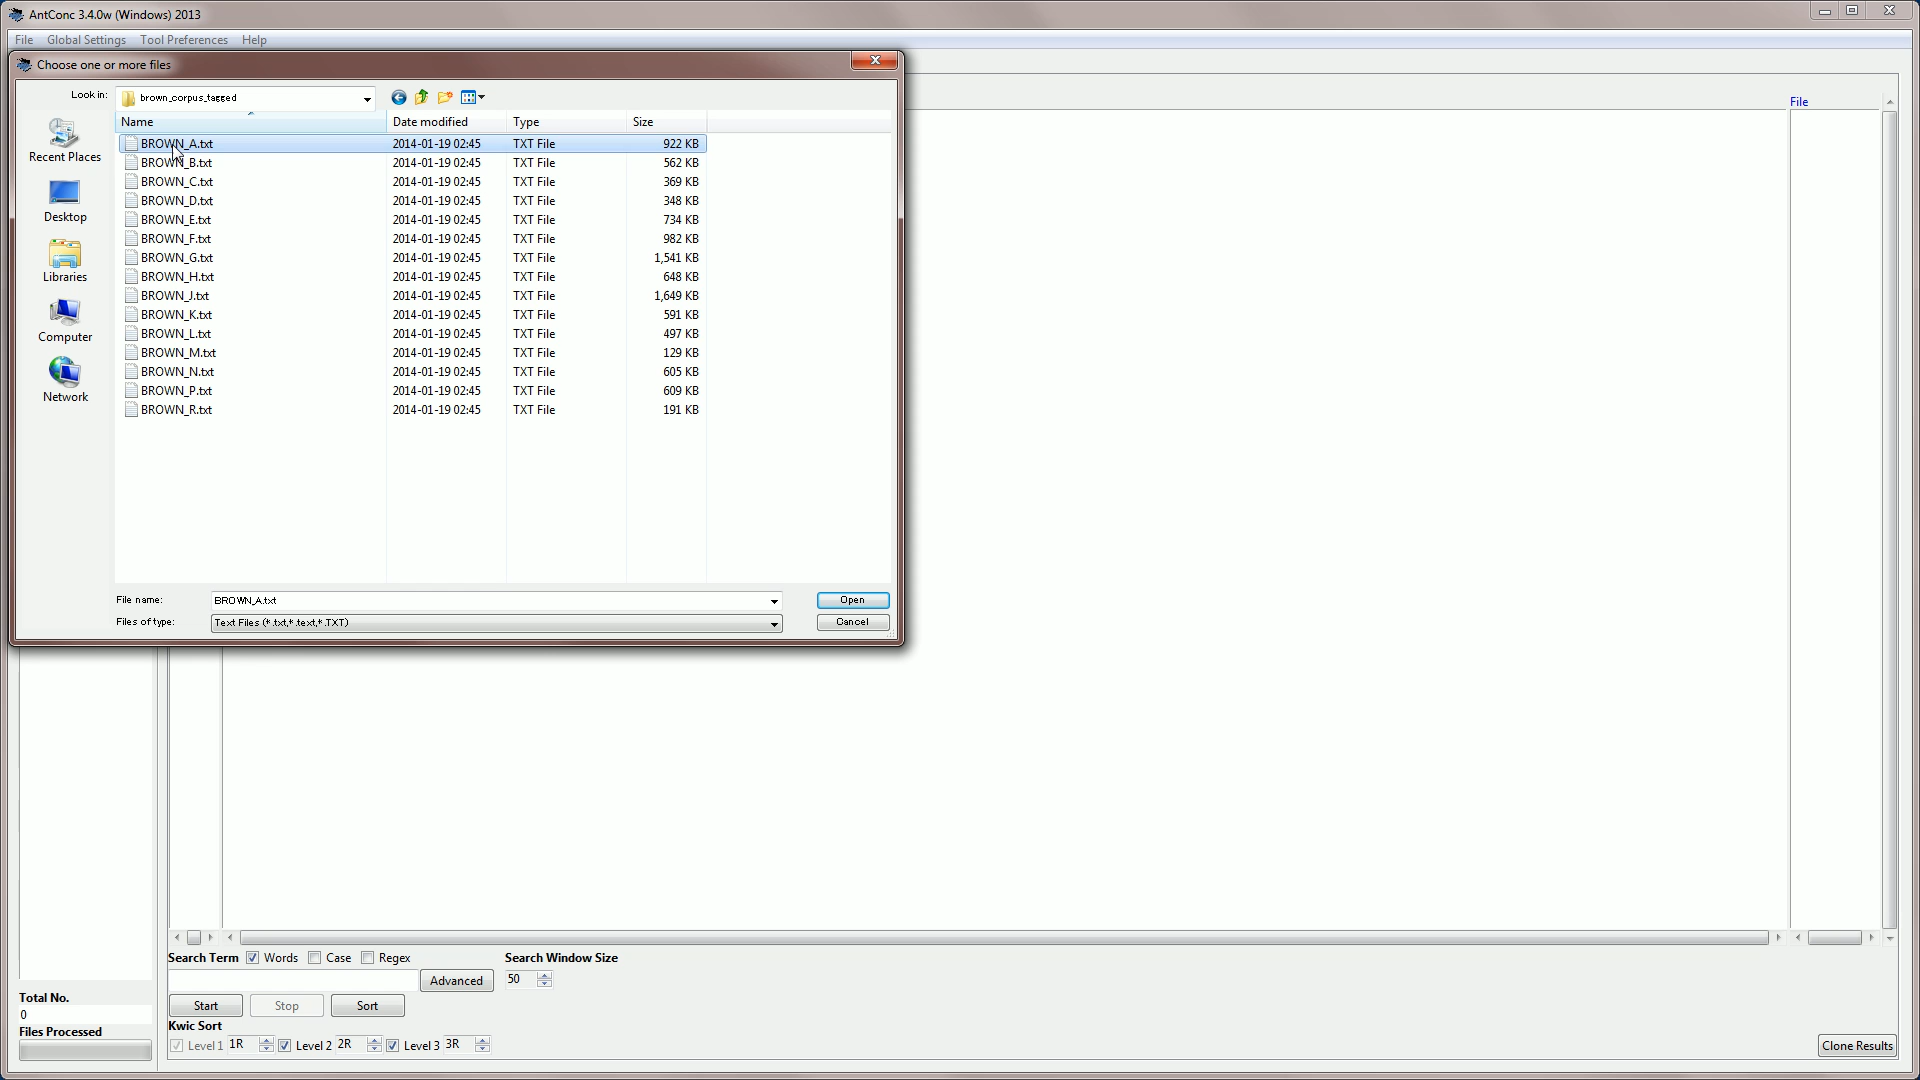 AntConc 3.4.0w (Windows) 2013
File Global Settings Tool Preferences Help
Choose one or more files
Look in: brown_corpus_tagged
File
Name Date modified Type Size
BROWN_A.txt 2014-01-19 02:45 TXT File 922 KB
BROWN_B.txt 2014-01-19 02:45 TXT File 562 KB
BROWN_C.txt 2014-01-19 02:45 TXT File 369 KB
BROWN_D.txt 2014-01-19 02:45 TXT File 348 KB
BROWN_E.txt 2014-01-19 02:45 TXT File 734 KB
BROWN_F.txt 2014-01-19 02:45 TXT File 982 KB
BROWN_G.txt 2014-01-19 02:45 TXT File 1,541 KB
BROWN_H.txt 2014-01-19 02:45 TXT File 648 KB
BROWN_J.txt 2014-01-19 02:45 TXT File 1,649 KB
BROWN_K.txt 2014-01-19 02:45 TXT File 591 KB
BROWN_L.txt 2014-01-19 02:45 TXT File 497 KB
BROWN_M.txt 2014-01-19 02:45 TXT File 129 KB
BROWN_N.txt 2014-01-19 02:45 TXT File 605 KB
BROWN_P.txt 2014-01-19 02:45 TXT File 609 KB
BROWN_R.txt 2014-01-19 02:45 TXT File 191 KB
Recent Places
Desktop
Libraries
Computer
Network
File name: BROWN_A.txt Open
Files of type: Text Files (*.txt,*.text,*.TXT) Cancel
Search Term Words Case Regex Search Window Size
Advanced 50
Total No.
0
Start Stop Sort
Kwic Sort
Files Processed
Level 1 1R Level 2 2R Level 3 3R Clone Results